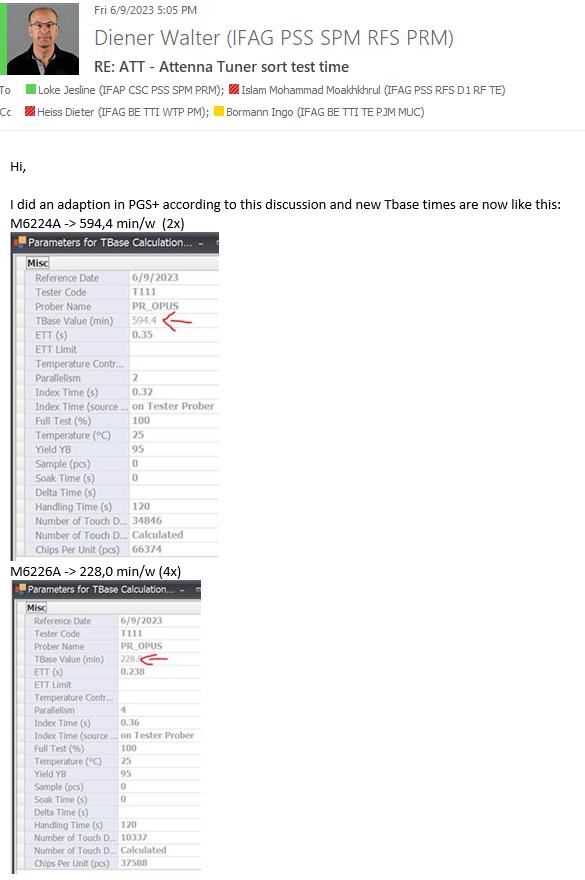 Fri 6/9/2023 5:05 PM
Diener Walter (IFAG PSS SPM RFS PRM)
RE: ATT - Attenna Tuner sort test time
To Loke Jesline (IFAP CSC PSS SPM PRM); Islam Mohammad Moakhkhrul (IFAG PSS RFS D1 RF TE)
Cc Heiss Dieter (IFAG BE TTI WTP PM); Bormann Ingo (IFAG BE TTI TE PJM MUC)
Hi,
I did an adaption in PGS+ according to this discussion and new Tbase times are now like this:
M6224A -> 594,4 min/w (2x)
Parameters for TBase Calculation... –
Misc
Reference Date 6/9/2023
Tester Code T111
Prober Name PR_OPUS
TBase Value (min) 594.4
ETT (s) 0.35
ETT Limit
Temperature Contr...
Parallelism 2
Index Time (s) 0.32
Index Time (source ... on Tester Prober
Full Test (%) 100
Temperature (°C) 25
Yield YB 95
Sample (pcs) 0
Soak Time (s) 0
Delta Time (s)
Handling Time (s) 120
Number of Touch D... 34846
Number of Touch D... Calculated
Chips Per Unit (pcs) 66374
M6226A -> 228,0 min/w (4x)
Parameters for TBase Calculation... –
Misc
Reference Date 6/9/2023
Tester Code T111
Prober Name PR_OPUS
TBase Value (min) 228.
ETT (s) 0.238
ETT Limit
Temperature Contr...
Parallelism 4
Index Time (s) 0.36
Index Time (source ... on Tester Prober
Full Test (%) 100
Temperature (°C) 25
Yield YB 95
Sample (pcs) 0
Soak Time (s) 0
Delta Time (s)
Handling Time (s) 120
Number of Touch D... 10337
Number of Touch D... Calculated
Chips Per Unit (pcs) 37588